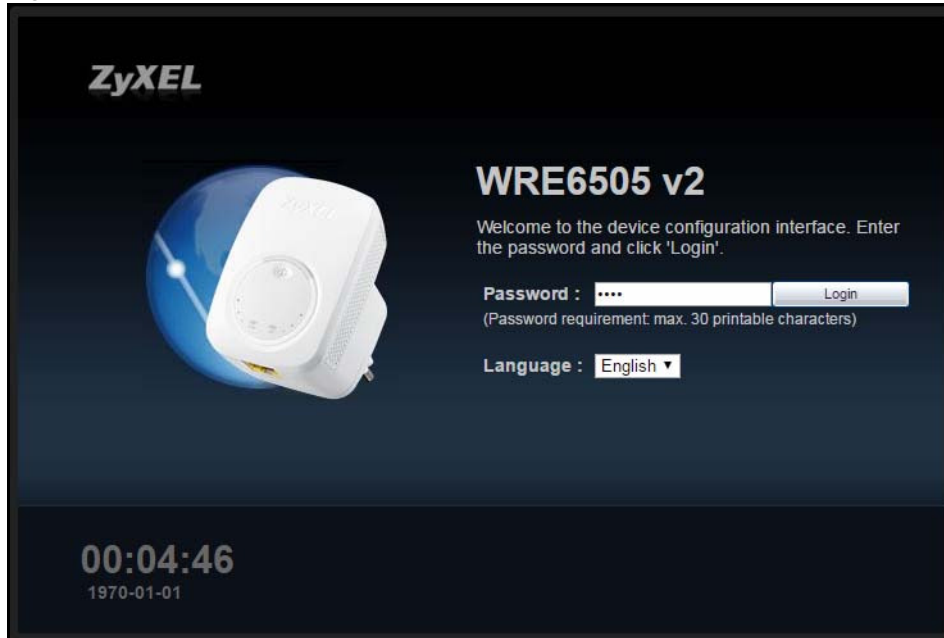 ZyXEL
WRE6505 v2
Welcome to the device configuration interface. Enter
the password and click 'Login'.
Password : •••• Login
(Password requirement: max. 30 printable characters)
Language : English ▼
00:04:46
1970-01-01